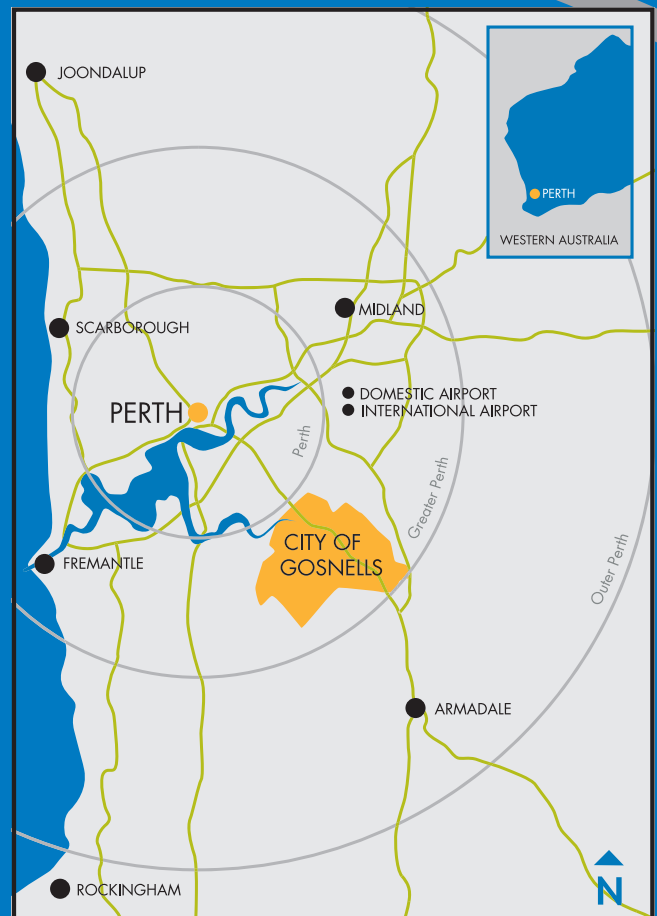 JOONDALUP
PERTH
WESTERN AUSTRALIA
MIDLAND
SCARBOROUGH
DOMESTIC AIRPORT
INTERNATIONAL AIRPORT
PERTH
Perth
Greater Perth
Outer Perth
CITY OF
GOSNELLS
FREMANTLE
ARMADALE
ROCKINGHAM
N